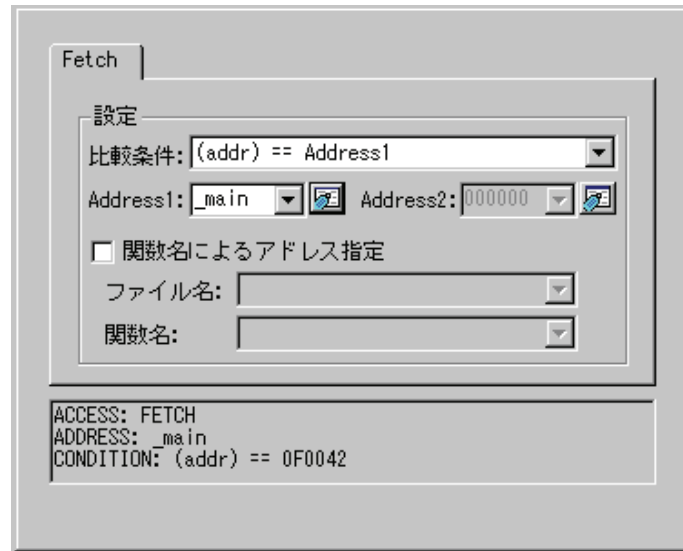 Fetch
設定
比較条件: (addr) == Address1
Address1: _main Address2: 000000
関数名によるアドレス指定
ファイル名:
関数名:
ACCESS: FETCH
ADDRESS: _main
CONDITION: (addr) == 0F0042